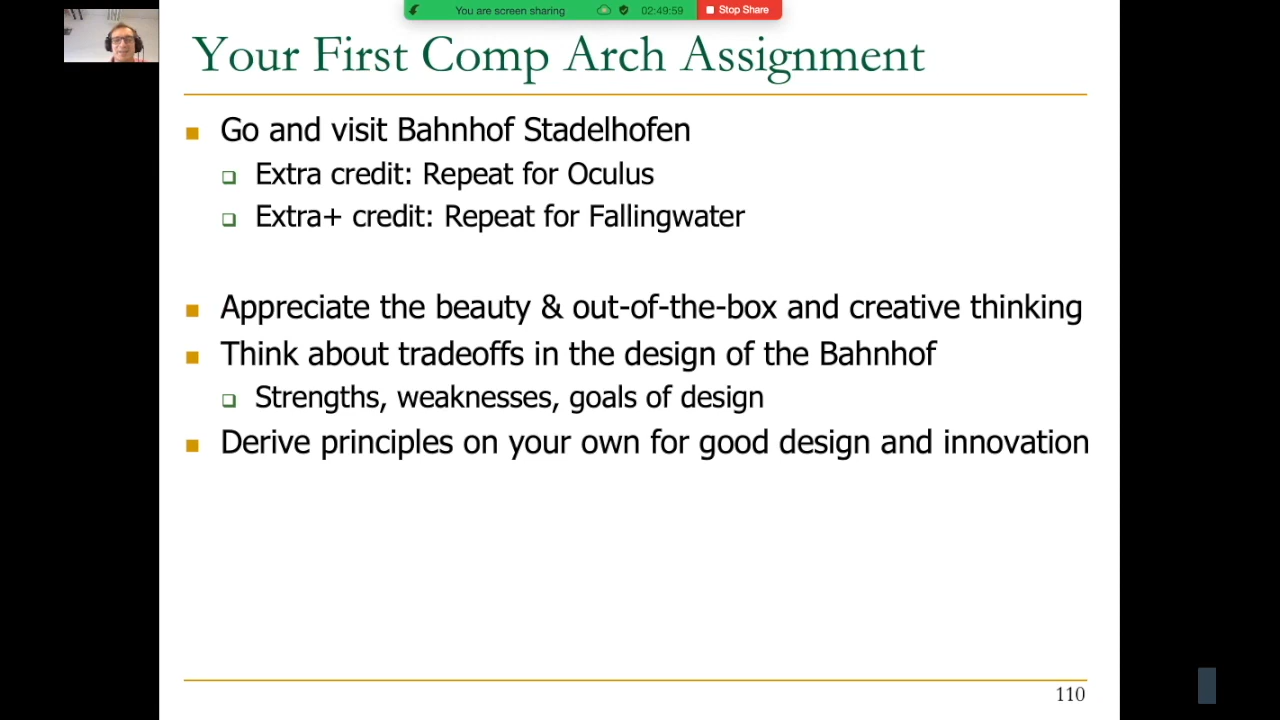 You are screen sharing 02:49:59 Stop Share
Your First Comp Arch Assignment
Go and visit Bahnhof Stadelhofen
Extra credit: Repeat for Oculus
Extra+ credit: Repeat for Fallingwater
Appreciate the beauty & out-of-the-box and creative thinking
Think about tradeoffs in the design of the Bahnhof
Strengths, weaknesses, goals of design
Derive principles on your own for good design and innovation
110